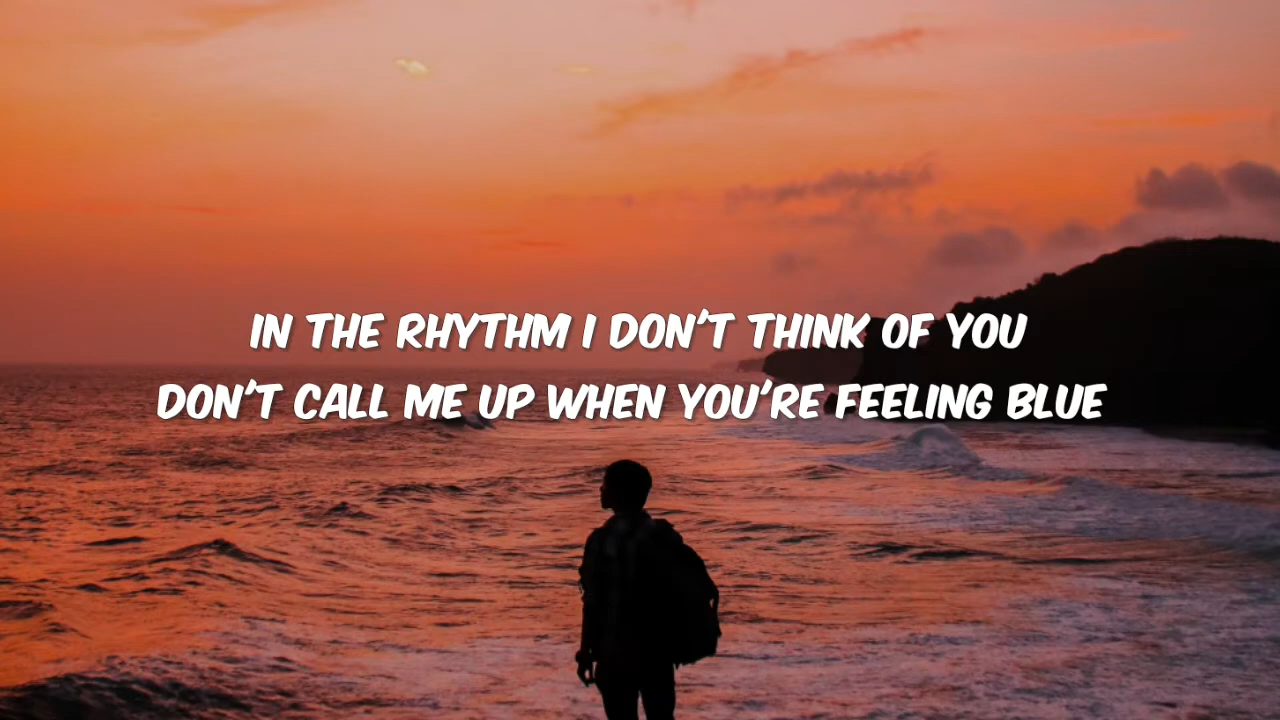 IN THE RHYTHM I DON'T THINK OF YOU
DON'T CALL ME UP WHEN YOU'RE FEELING BLUE